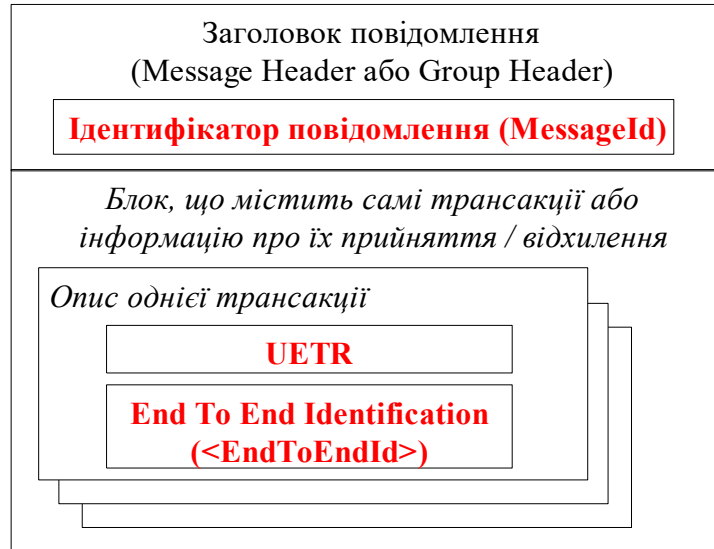 Заголовок повідомлення
(Message Header або Group Header)
Ідентифікатор повідомлення (MessageId)
Блок, що містить самі трансакції або
інформацію про їх прийняття / відхилення
Опис однієї трансакції
UETR
End To End Identification
(<EndToEndId>)